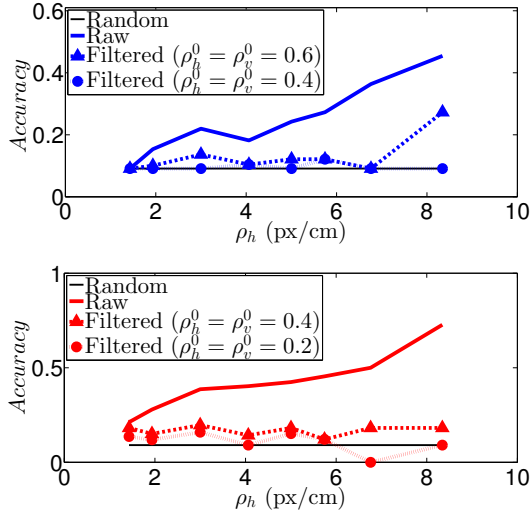 0.6
0.4
0.2
0
Accuracy
Random
Raw
Filtered (ρ_h^0 = ρ_v^0 = 0.6)
Filtered (ρ_h^0 = ρ_v^0 = 0.4)
0 2 4 6 8 10
ρ_h (px/cm)
1
0.5
0
Accuracy
Random
Raw
Filtered (ρ_h^0 = ρ_v^0 = 0.4)
Filtered (ρ_h^0 = ρ_v^0 = 0.2)
0 2 4 6 8 10
ρ_h (px/cm)